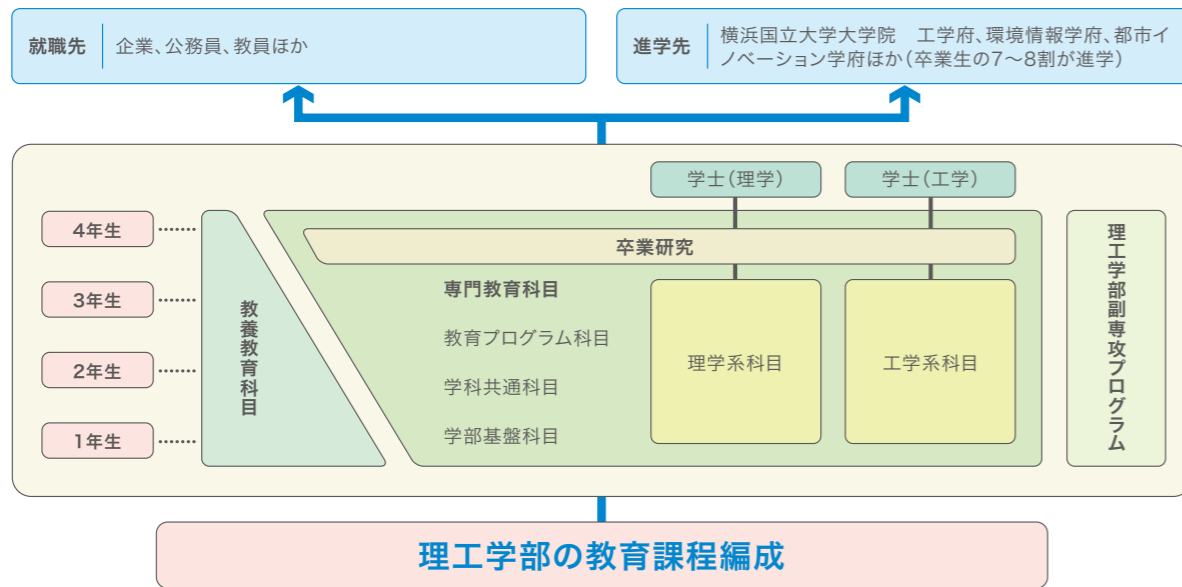 就職先
企業、公務員、教員ほか
進学先
横浜国立大学大学院　工学府、環境情報学府、都市イ
ノベーション学府ほか(卒業生の7〜8割が進学)
学士(理学)
学士(工学)
4年生
3年生
2年生
1年生
教養教育科目
卒業研究
専門教育科目
教育プログラム科目
学科共通科目
学部基盤科目
理学系科目
工学系科目
理工学部副専攻プログラム
理工学部の教育課程編成